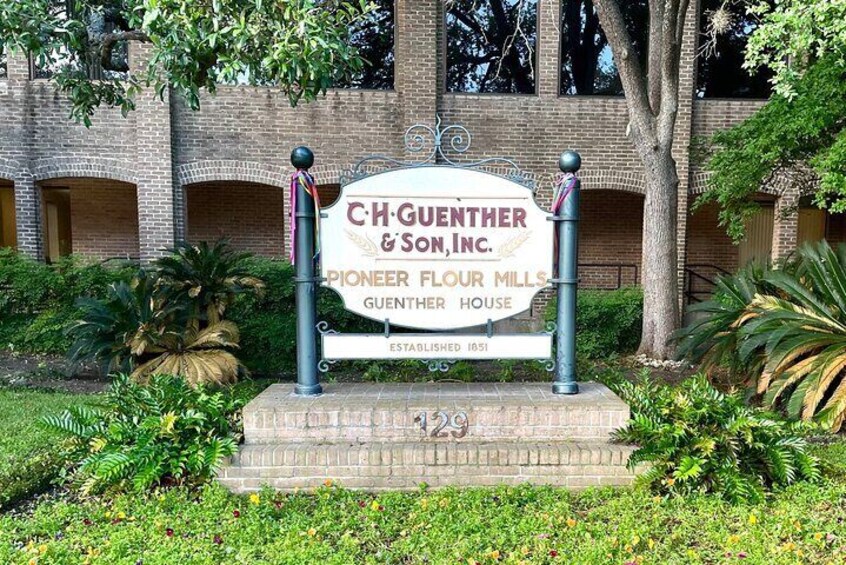 C·H·GUENTHER
& SON, INC.
PIONEER FLOUR MILLS
GUENTHER HOUSE
ESTABLISHED 1851
129